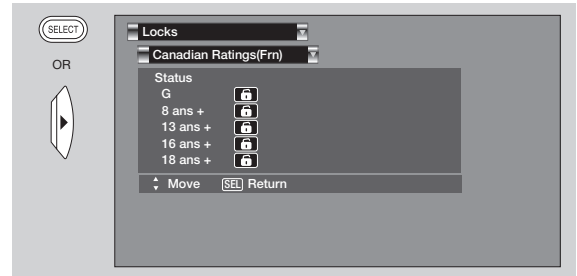 SELECT
OR
Locks
Canadian Ratings(Frn)
Status
G
8 ans +
13 ans +
16 ans +
18 ans +
Move SEL Return